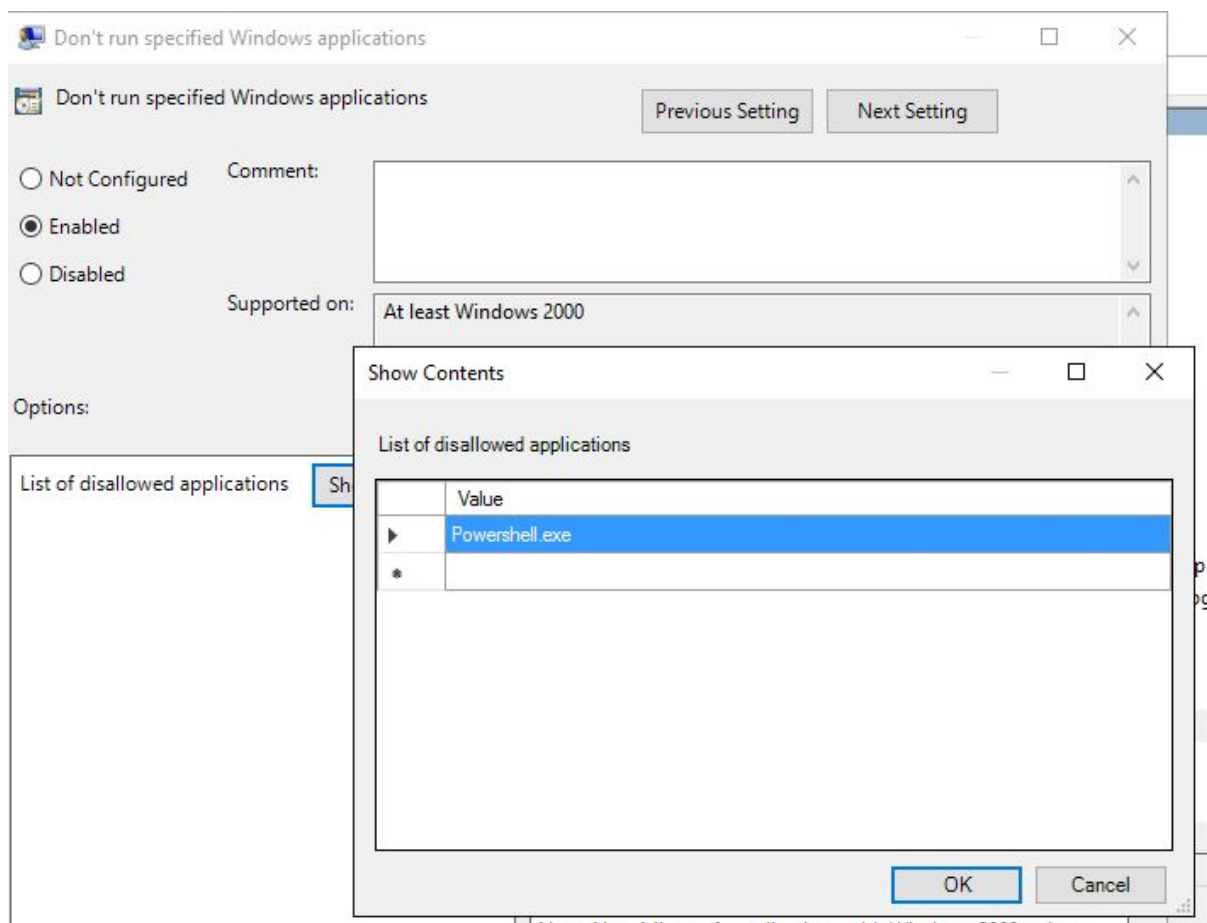 Don't run specified Windows applications
Don't run specified Windows applications
Previous Setting
Next Setting
Not Configured
Comment:
Enabled
Disabled
Supported on:
At least Windows 2000
Show Contents
Options:
List of disallowed applications
List of disallowed applications
Sh
Value
Powershell.exe
OK
Cancel